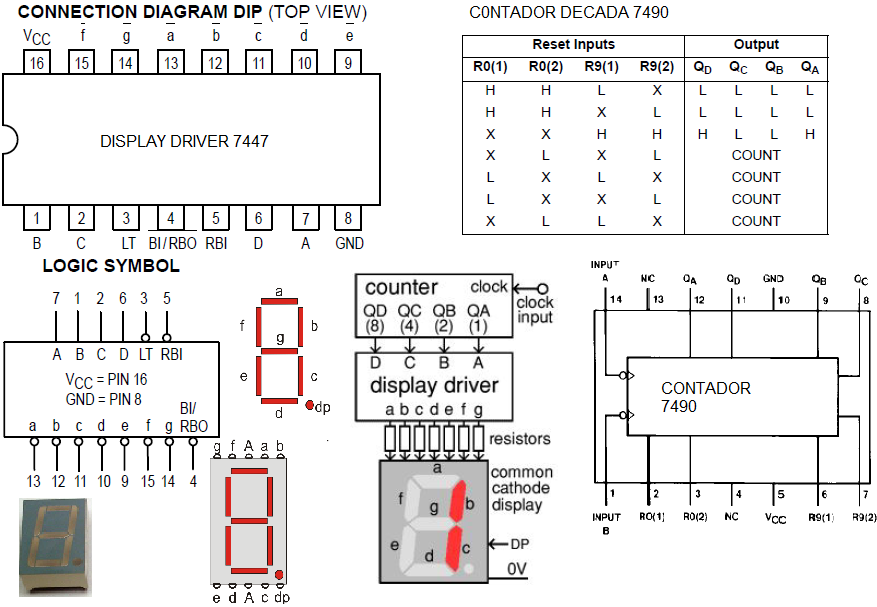 CONNECTION DIAGRAM DIP (TOP VIEW)
VCC f g a b c d e
16 15 14 13 12 11 10 9
DISPLAY DRIVER 7447
1 2 3 4 5 6 7 8
B C LT BI/RBO RBI D A GND
C0NTADOR DECADA 7490
Reset Inputs Output
R0(1) R0(2) R9(1) R9(2) QD QC QB QA
H H L X L L L L
H H X L L L L L
X X H H H L L H
X L X L COUNT
L X L X COUNT
L X X L COUNT
X L L X COUNT
LOGIC SYMBOL
7 1 2 6 3 5
A B C D LT RBI
VCC = PIN 16
GND = PIN 8
BI/
RBO
a b c d e f g
13 12 11 10 9 15 14 4
a
f b
g
e c
d dp
g f A a b
e d A c dp
counter clock
clock
input
QD QC QB QA
(8) (4) (2) (1)
D C B A
display driver
a b c d e f g
resistors
common
cathode
display
a
f g b
e d c
DP
0V
INPUT
A NC QA QD GND QB QC
14 13 12 11 10 9 8
CONTADOR
7490
1 2 3 4 5 6 7
INPUT
B
R0(1) R0(2) NC VCC R9(1) R9(2)